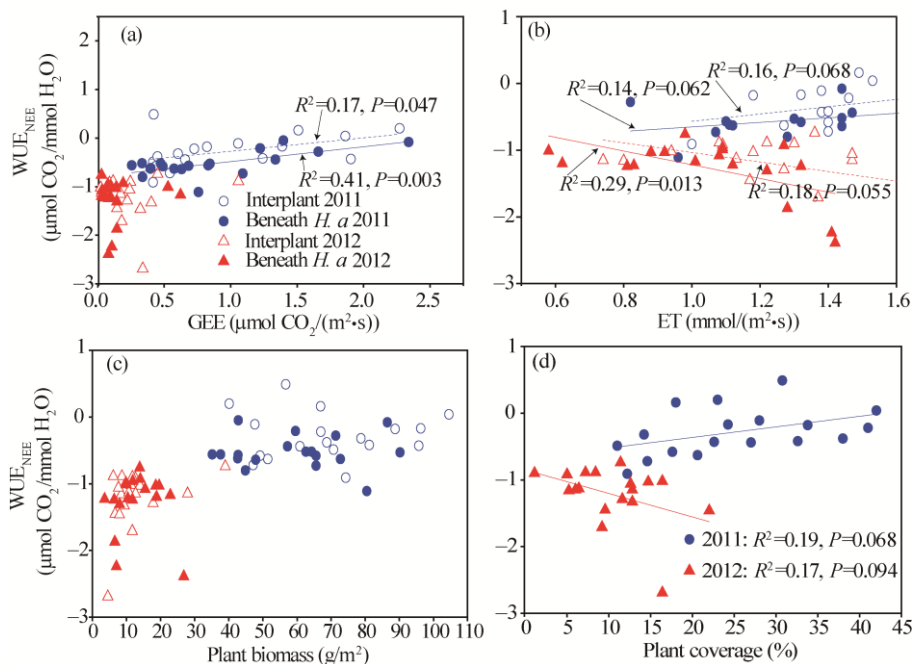 (a)
WUE_NEE
(μmol CO₂/mmol H₂O)
2
1
0
−1
−2
−3
R²=0.17, P=0.047
R²=0.41, P=0.003
Interplant 2011
Beneath H. a 2011
Interplant 2012
Beneath H. a 2012
0.0 0.5 1.0 1.5 2.0 2.5
GEE (μmol CO₂/(m²•s))
(b)
1
0
−1
−2
−3
R²=0.16, P=0.068
R²=0.14, P=0.062
R²=0.29, P=0.013
R²=0.18, P=0.055
0.6 0.8 1.0 1.2 1.4 1.6
ET (mmol/(m²•s))
(c)
WUE_NEE
(μmol CO₂/mmol H₂O)
1
0
−1
−2
−3
0 10 20 30 40 50 60 70 80 90 100 110
Plant biomass (g/m²)
(d)
1
0
−1
−2
−3
2011: R²=0.19, P=0.068
2012: R²=0.17, P=0.094
0 5 10 15 20 25 30 35 40 45
Plant coverage (%)